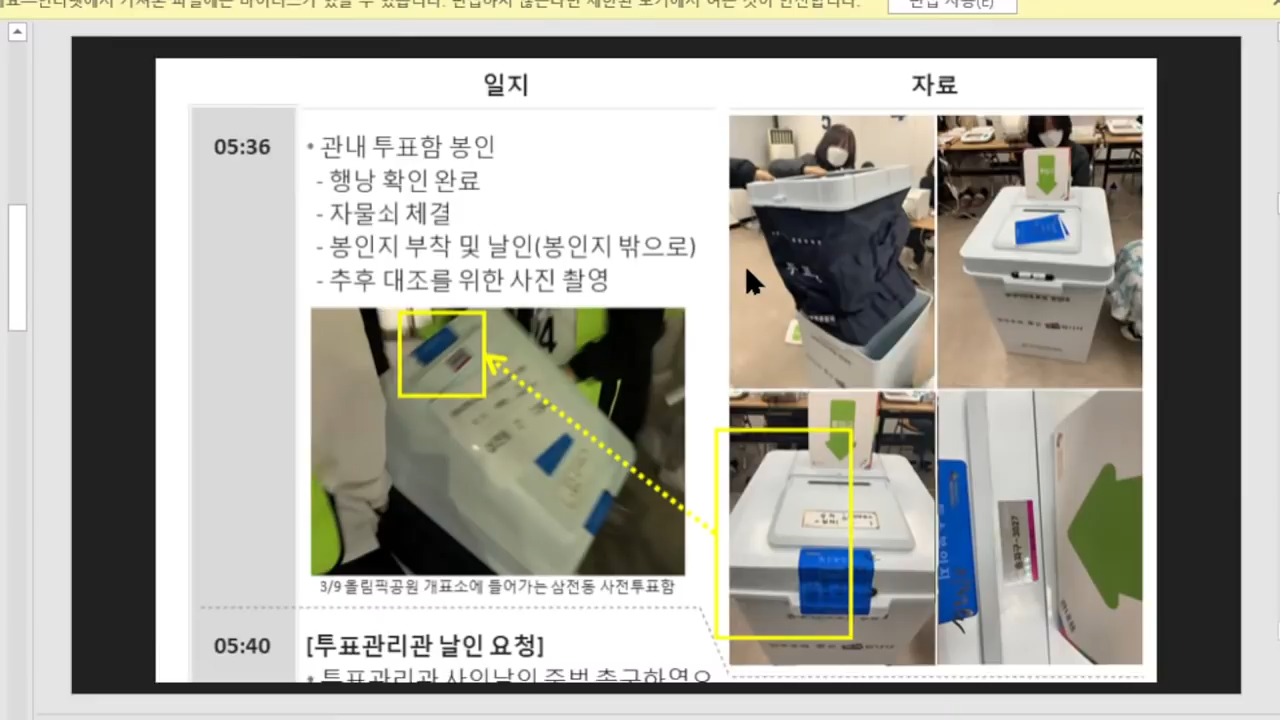 일지
자료
05:36
• 관내 투표함 봉인
- 행낭 확인 완료
- 자물쇠 체결
- 봉인지 부착 및 날인(봉인지 밖으로)
- 추후 대조를 위한 사진 촬영
3/9 올림픽공원 개표소에 들어가는 삼전동 사전투표함
05:40
[투표관리관 날인 요청]
송파구-3027